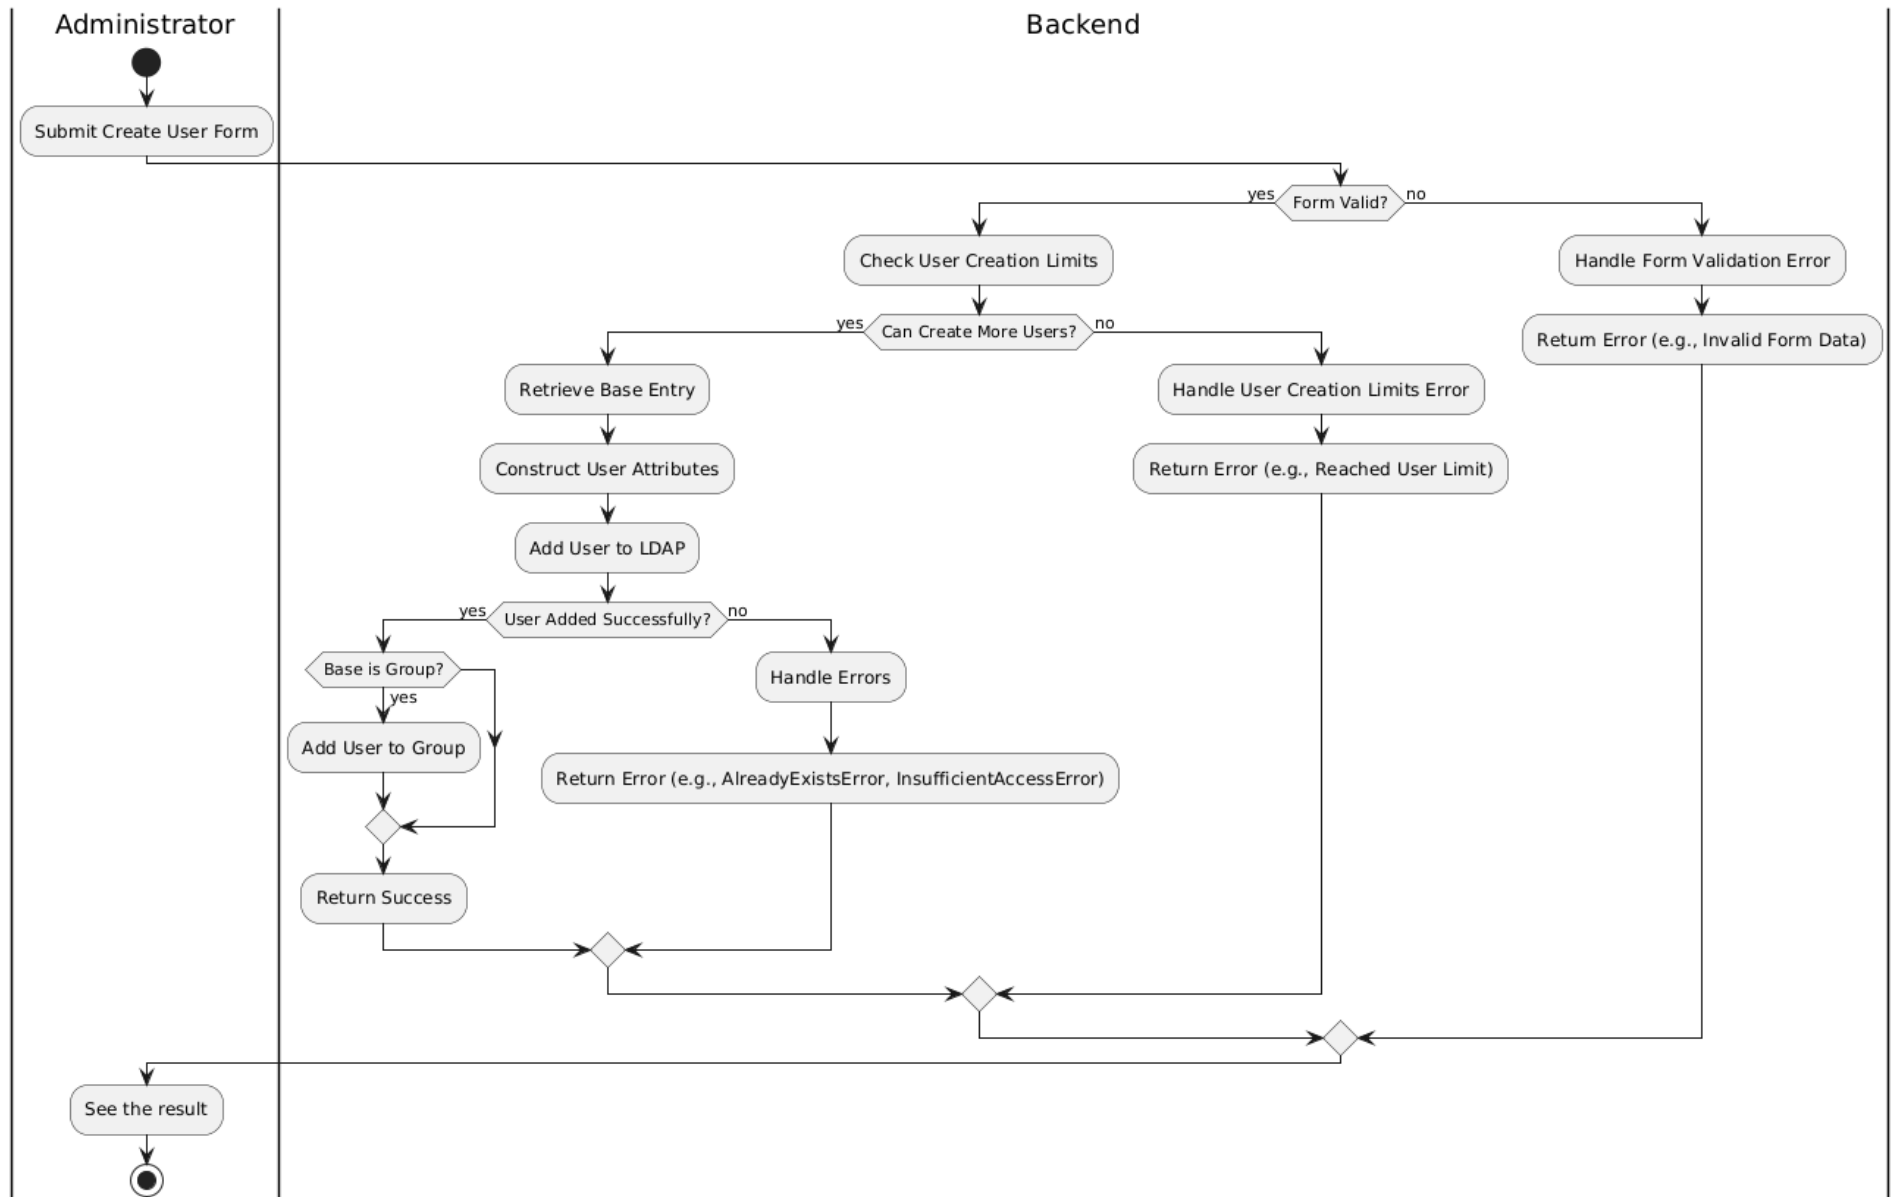 Administrator
Backend
Submit Create User Form
yes
Form Valid?
no
Check User Creation Limits
Handle Form Validation Error
yes
Can Create More Users?
no
Return Error (e.g., Invalid Form Data)
Retrieve Base Entry
Handle User Creation Limits Error
Construct User Attributes
Return Error (e.g., Reached User Limit)
Add User to LDAP
yes
User Added Successfully?
no
Base is Group?
Handle Errors
yes
Add User to Group
Return Error (e.g., AlreadyExistsError, InsufficientAccessError)
Return Success
See the result